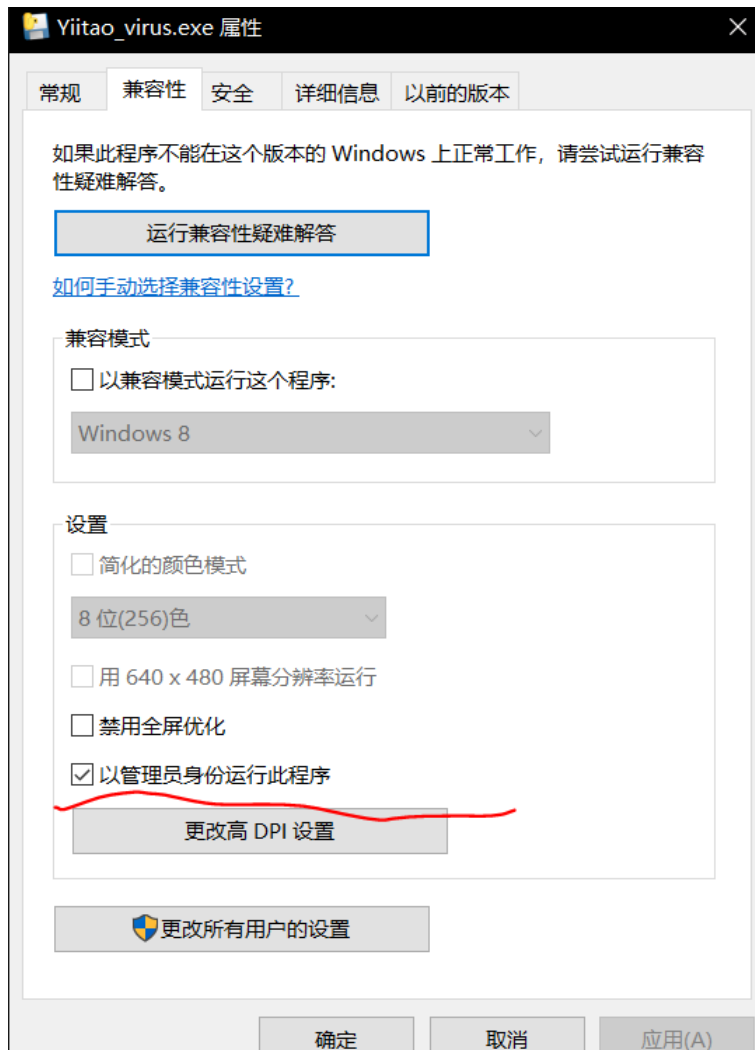 Yiitao_virus.exe 属性
常规 兼容性 安全 详细信息 以前的版本
如果此程序不能在这个版本的 Windows 上正常工作，请尝试运行兼容
性疑难解答。
运行兼容性疑难解答
如何手动选择兼容性设置?
兼容模式
以兼容模式运行这个程序:
Windows 8
设置
简化的颜色模式
8 位(256)色
用 640 x 480 屏幕分辨率运行
禁用全屏优化
以管理员身份运行此程序
更改高 DPI 设置
更改所有用户的设置
确定 取消 应用(A)